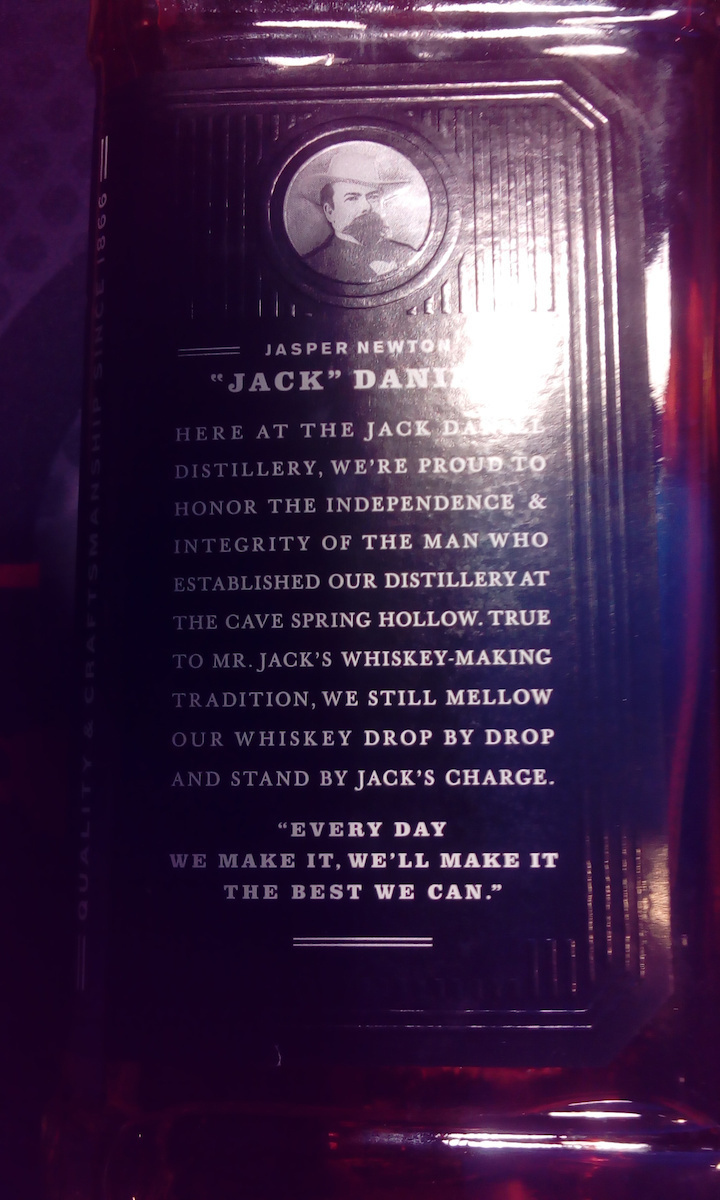 JASPER NEWTON
“JACK”
HERE AT THE JACK DANIELL
DISTILLERY, WE’RE PROUD TO
HONOR THE INDEPENDENCE &
INTEGRITY OF THE MAN WHO
ESTABLISHED OUR DISTILLERY AT
THE CAVE SPRING HOLLOW. TRUE
TO MR. JACK’S WHISKEY-MAKING
TRADITION, WE STILL MELLOW
OUR WHISKEY DROP BY DROP
AND STAND BY JACK’S CHARGE.
“EVERY DAY
WE MAKE IT, WE’LL MAKE IT
THE BEST WE CAN.”
QUALITY & CRAFTSMANSHIP SINCE 1866